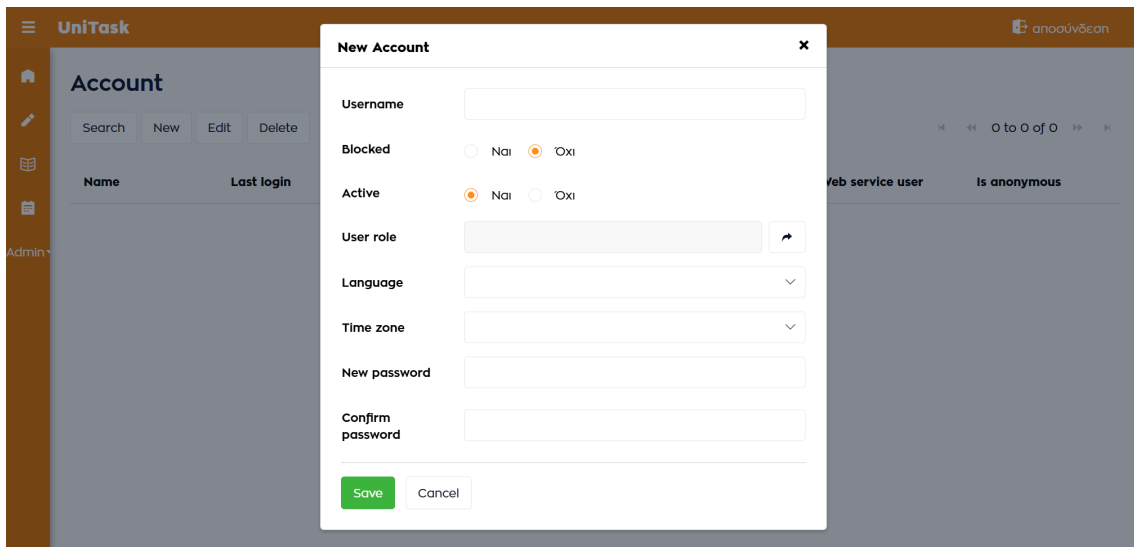 UniTask
αποσύνδεση
New Account
Account
Username
Search New Edit Delete
0 to 0 of 0
Blocked Ναι Όχι
Name Last login
Web service user Is anonymous
Active Ναι Όχι
User role
Admin
Language
Time zone
New password
Confirm
password
Save Cancel